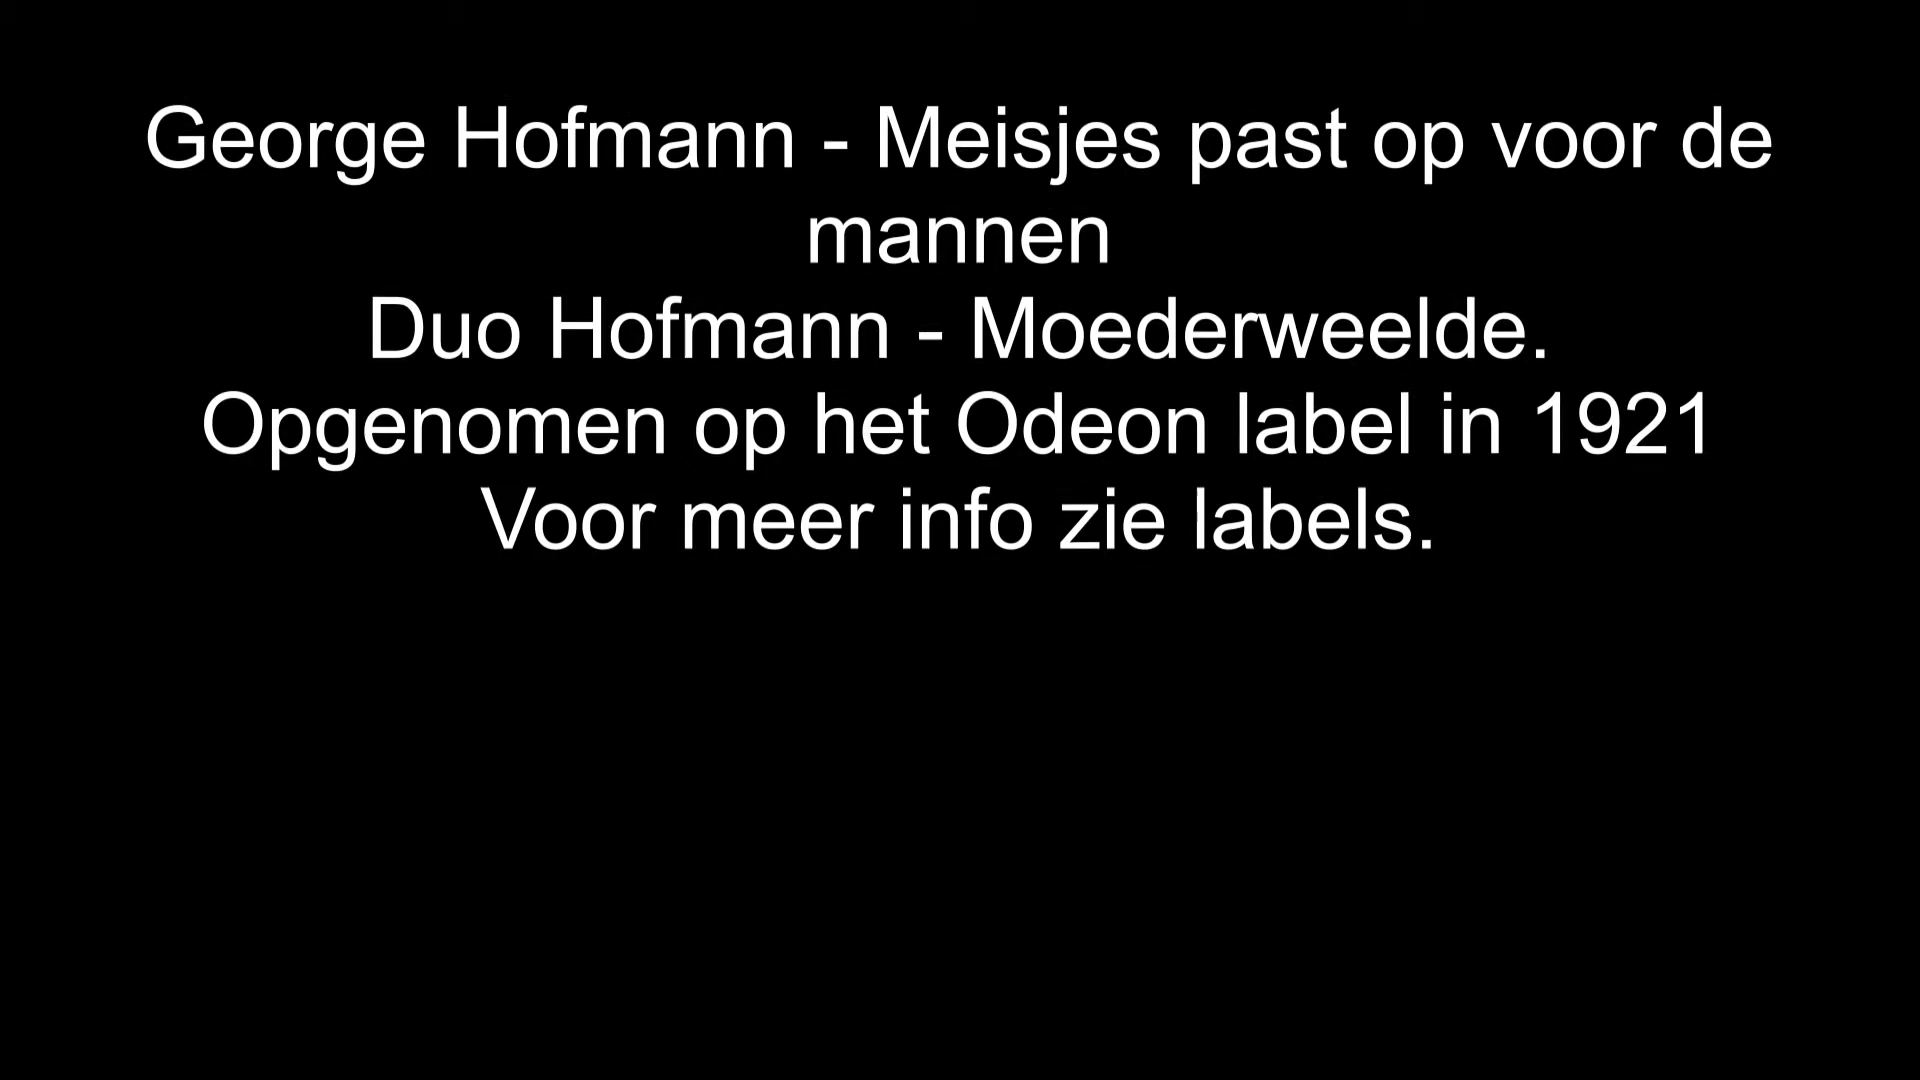 George Hofmann - Meisjes past op voor de
mannen
Duo Hofmann - Moederweelde.
Opgenomen op het Odeon label in 1921
Voor meer info zie labels.